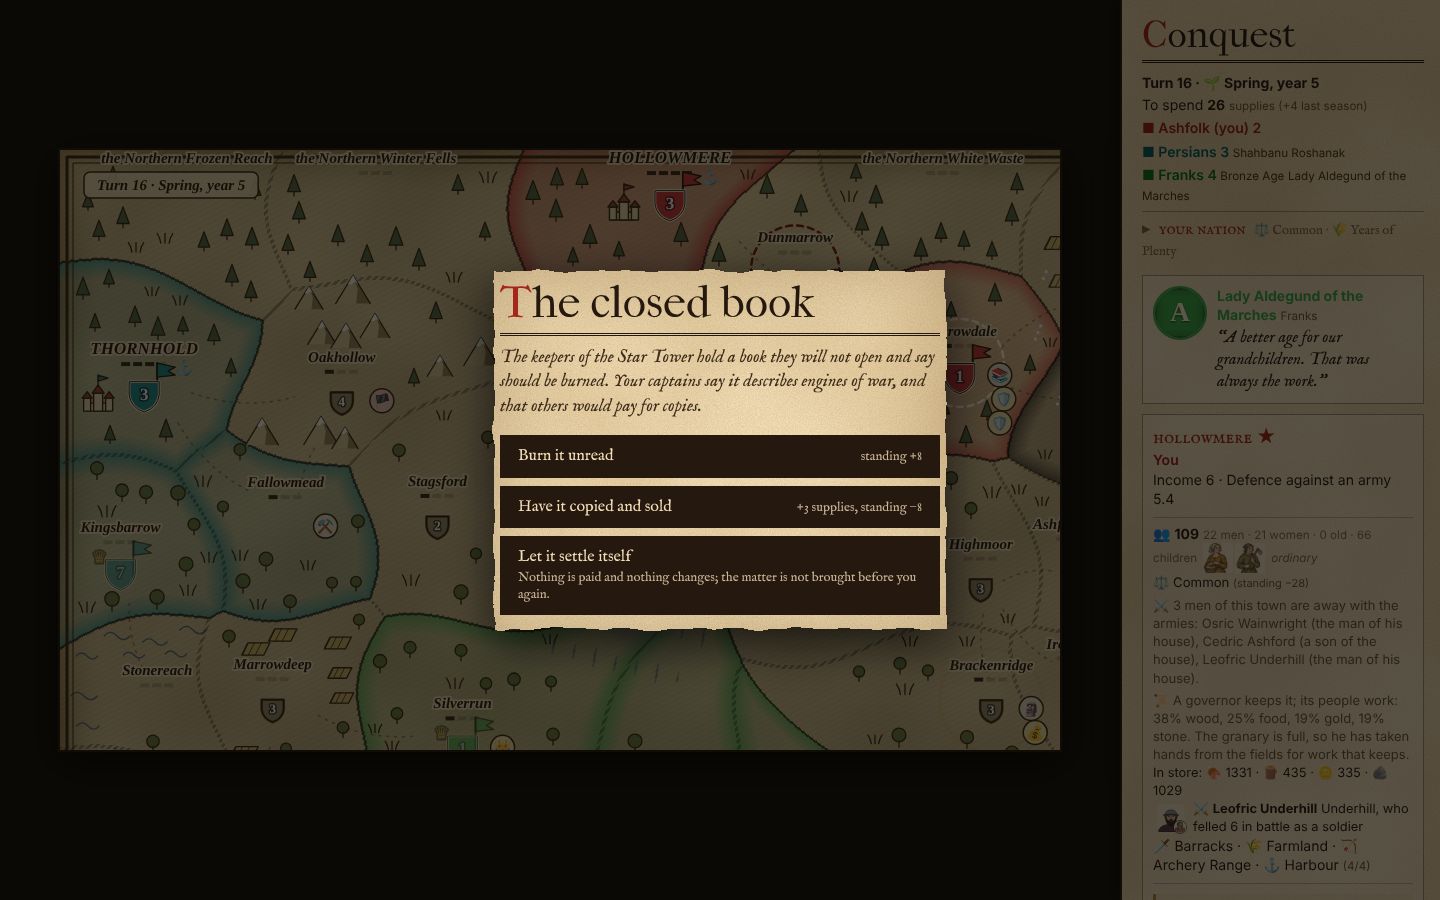 the Northern Frozen Reach
the Northern Winter Fells
HOLLOWMERE
the Northern White Waste
Turn 16 · Spring, year 5
3
Dunmarrow
THORNHOLD
3
Oakhollow
4
rowdale
1
Fallowmead
Stagsford
2
Kingsbarrow
7
Ashf
Highmoor
3
Stonereach
Marrowdeep
3
Silverrun
1
Brackenridge
3
Iro
The closed book
The keepers of the Star Tower hold a book they will not open and say
should be burned. Your captains say it describes engines of war, and
that others would pay for copies.
Burn it unread
standing +8
Have it copied and sold
+3 supplies, standing −8
Let it settle itself
Nothing is paid and nothing changes; the matter is not brought before you
again.
Conquest
Turn 16 · 🌱 Spring, year 5
To spend 26 supplies (+4 last season)
Ashfolk (you) 2
Persians 3 Shahbanu Roshanak
Franks 4 Bronze Age Lady Aldegund of the
Marches
YOUR NATION ⚖️ Common · 🌾 Years of
Plenty
A
Lady Aldegund of the
Marches Franks
“A better age for our
grandchildren. That was
always the work.”
HOLLOWMERE ★
You
Income 6 · Defence against an army
5.4
👥 109 22 men · 21 women · 0 old · 66
children ordinary
⚖️ Common (standing −28)
⚔️ 3 men of this town are away with the
armies: Osric Wainwright (the man of his
house), Cedric Ashford (a son of the
house), Leofric Underhill (the man of his
house).
📜 A governor keeps it; its people work:
38% wood, 25% food, 19% gold, 19%
stone. The granary is full, so he has taken
hands from the fields for work that keeps.
In store: 🍖 1331 · 🪵 435 · 🪙 335 · 🪨
1029
⚔️ Leofric Underhill Underhill, who
felled 6 in battle as a soldier
🗡️ Barracks · 🌾 Farmland · 🏹
Archery Range · ⚓ Harbour (4/4)